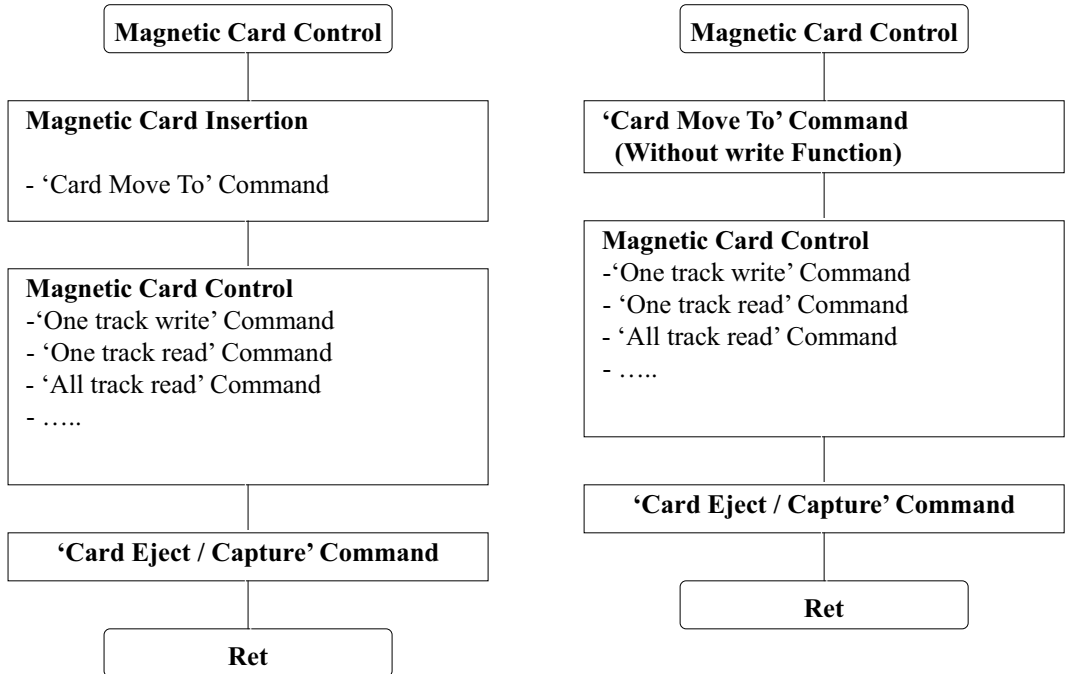 Magnetic Card Control
Magnetic Card Insertion
- ‘Card Move To’ Command
Magnetic Card Control
-‘One track write’ Command
- ‘One track read’ Command
- ‘All track read’ Command
- …..
‘Card Eject / Capture’ Command
Ret
Magnetic Card Control
‘Card Move To’ Command
(Without write Function)
Magnetic Card Control
-‘One track write’ Command
- ‘One track read’ Command
- ‘All track read’ Command
- …..
‘Card Eject / Capture’ Command
Ret